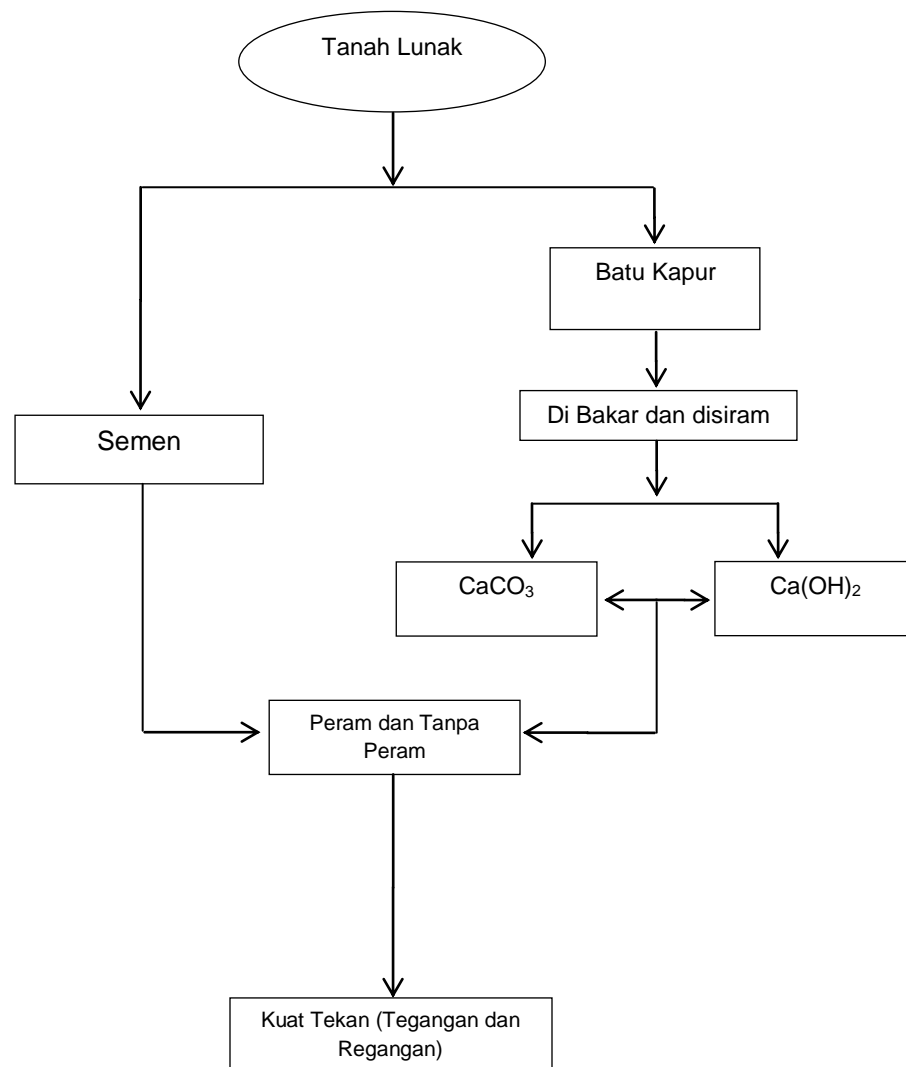 Tanah Lunak
Batu Kapur
Di Bakar dan disiram
Semen
CaCO₃
Ca(OH)₂
Peram dan Tanpa
Peram
Kuat Tekan (Tegangan dan
Regangan)